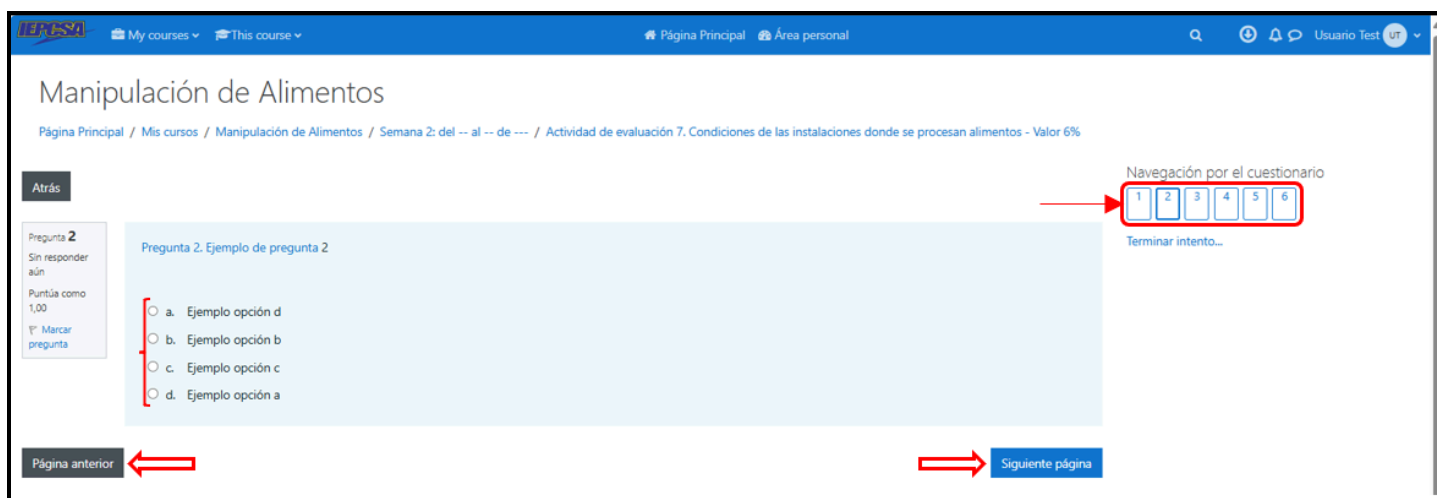 IEPCSA My courses This course Página Principal Área personal Usuario Test UT
Manipulación de Alimentos
Página Principal / Mis cursos / Manipulación de Alimentos / Semana 2: del -- al -- de --- / Actividad de evaluación 7. Condiciones de las instalaciones donde se procesan alimentos - Valor 6%
Atrás
Pregunta 2
Sin responder
aún
Puntúa como
1,00
Marcar
pregunta
Pregunta 2. Ejemplo de pregunta 2
a. Ejemplo opción d
b. Ejemplo opción b
c. Ejemplo opción c
d. Ejemplo opción a
Navegación por el cuestionario
1 2 3 4 5 6
Terminar intento...
Página anterior
Siguiente página